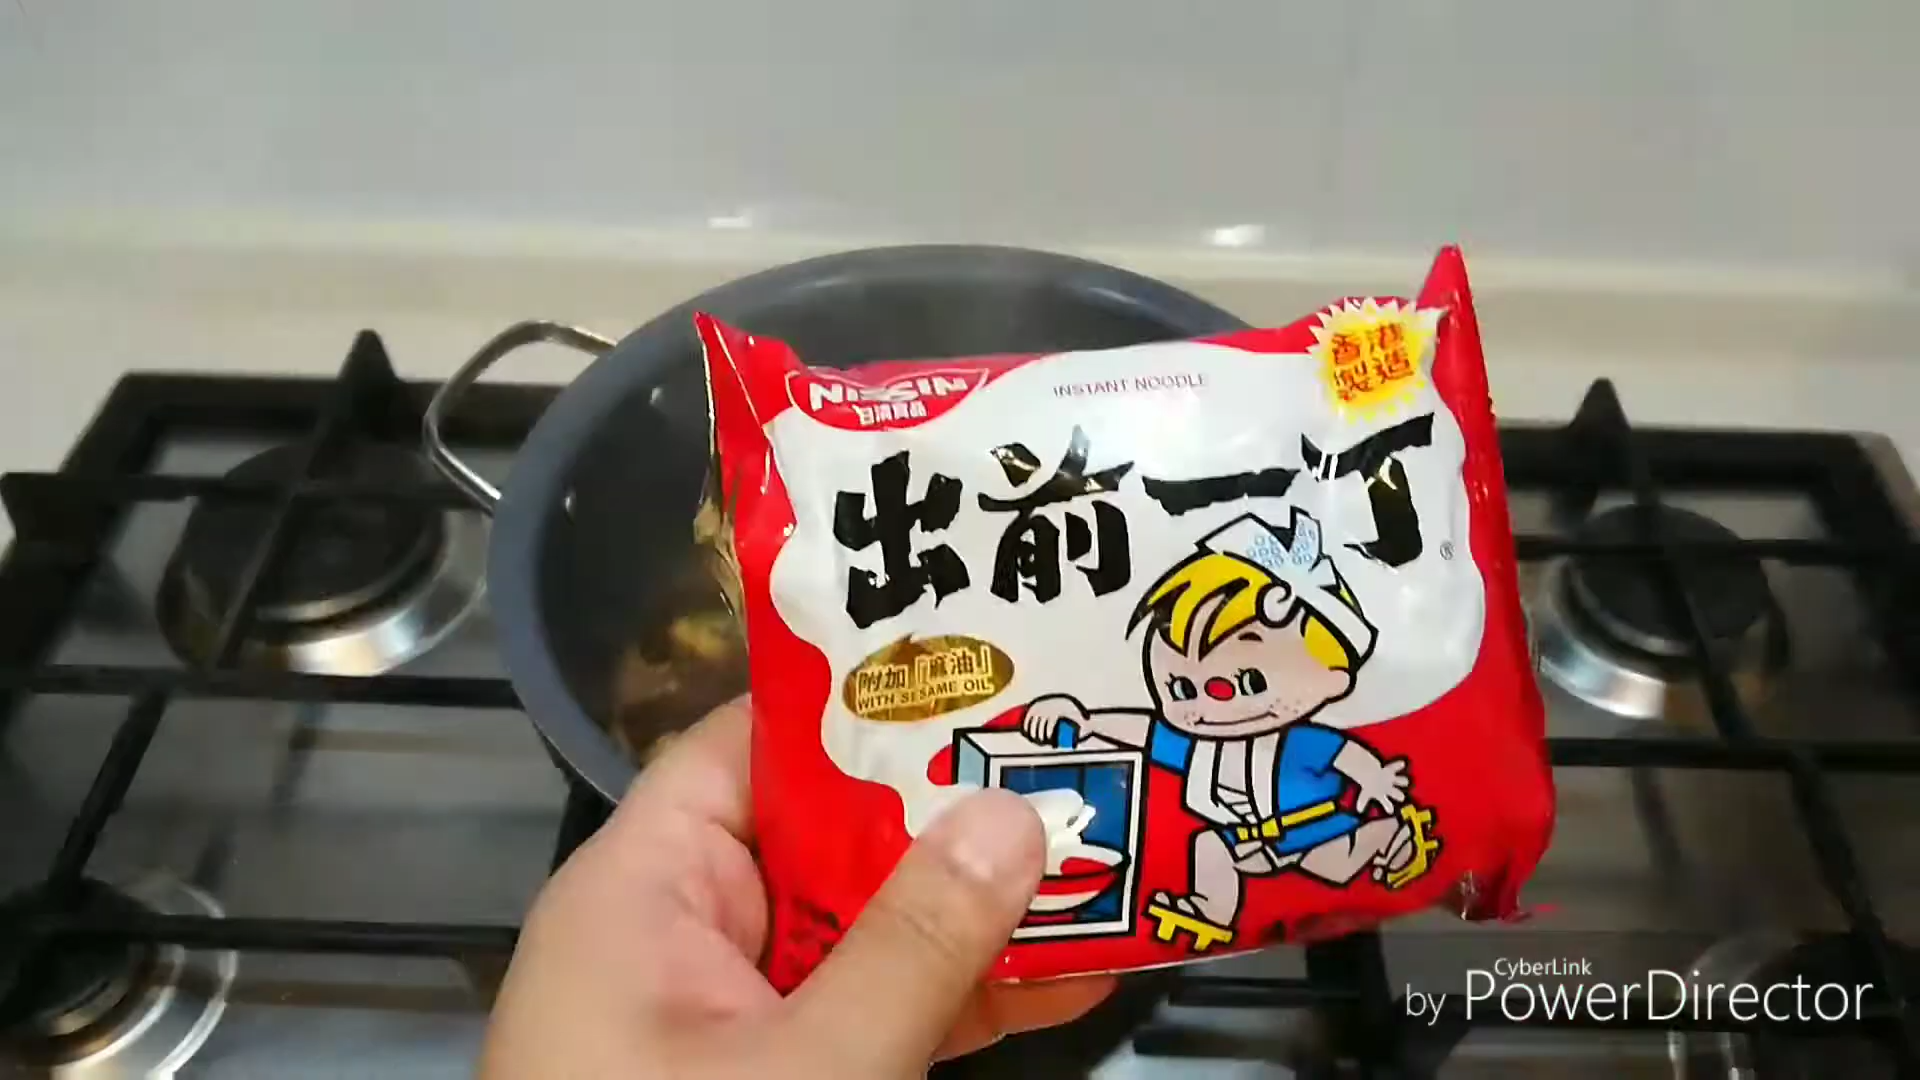 NISSIN
日清食品
INSTANT NOODLE
香港
製造
出前一丁
®
附加「麻油」
WITH SESAME OIL
CyberLink
by PowerDirector